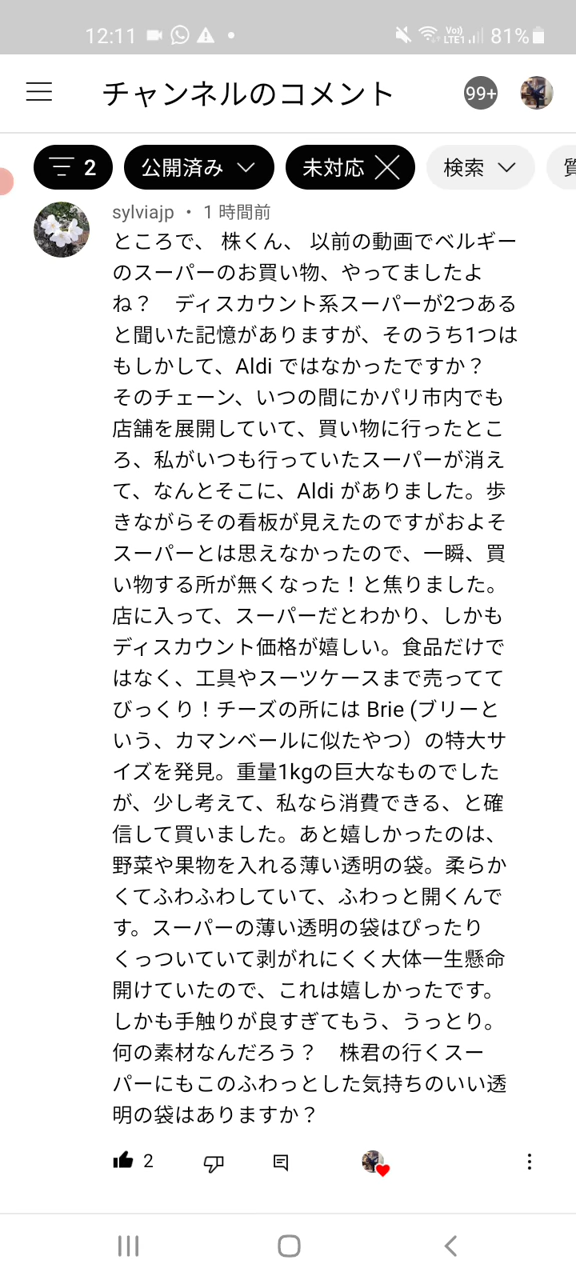 12:11
Vo)) LTE1 81%
チャンネルのコメント
99+
2 公開済み 未対応 検索 質
sylviajp ・ 1 時間前
ところで、 株くん、 以前の動画でベルギー
のスーパーのお買い物、やってましたよ
ね？　ディスカウント系スーパーが2つある
と聞いた記憶がありますが、そのうち1つは
もしかして、Aldi ではなかったですか？
そのチェーン、いつの間にかパリ市内でも
店舗を展開していて、買い物に行ったとこ
ろ、私がいつも行っていたスーパーが消え
て、なんとそこに、Aldi がありました。歩
きながらその看板が見えたのですがおよそ
スーパーとは思えなかったので、一瞬、買
い物する所が無くなった！と焦りました。
店に入って、スーパーだとわかり、しかも
ディスカウント価格が嬉しい。食品だけで
はなく、工具やスーツケースまで売ってて
びっくり！チーズの所には Brie (ブリーと
いう、カマンベールに似たやつ）の特大サ
イズを発見。重量1kgの巨大なものでした
が、少し考えて、私なら消費できる、と確
信して買いました。あと嬉しかったのは、
野菜や果物を入れる薄い透明の袋。柔らか
くてふわふわしていて、ふわっと開くんで
す。スーパーの薄い透明の袋はぴったり
くっついていて剥がれにくく大体一生懸命
開けていたので、これは嬉しかったです。
しかも手触りが良すぎてもう、うっとり。
何の素材なんだろう？　株君の行くスー
パーにもこのふわっとした気持ちのいい透
明の袋はありますか？
2